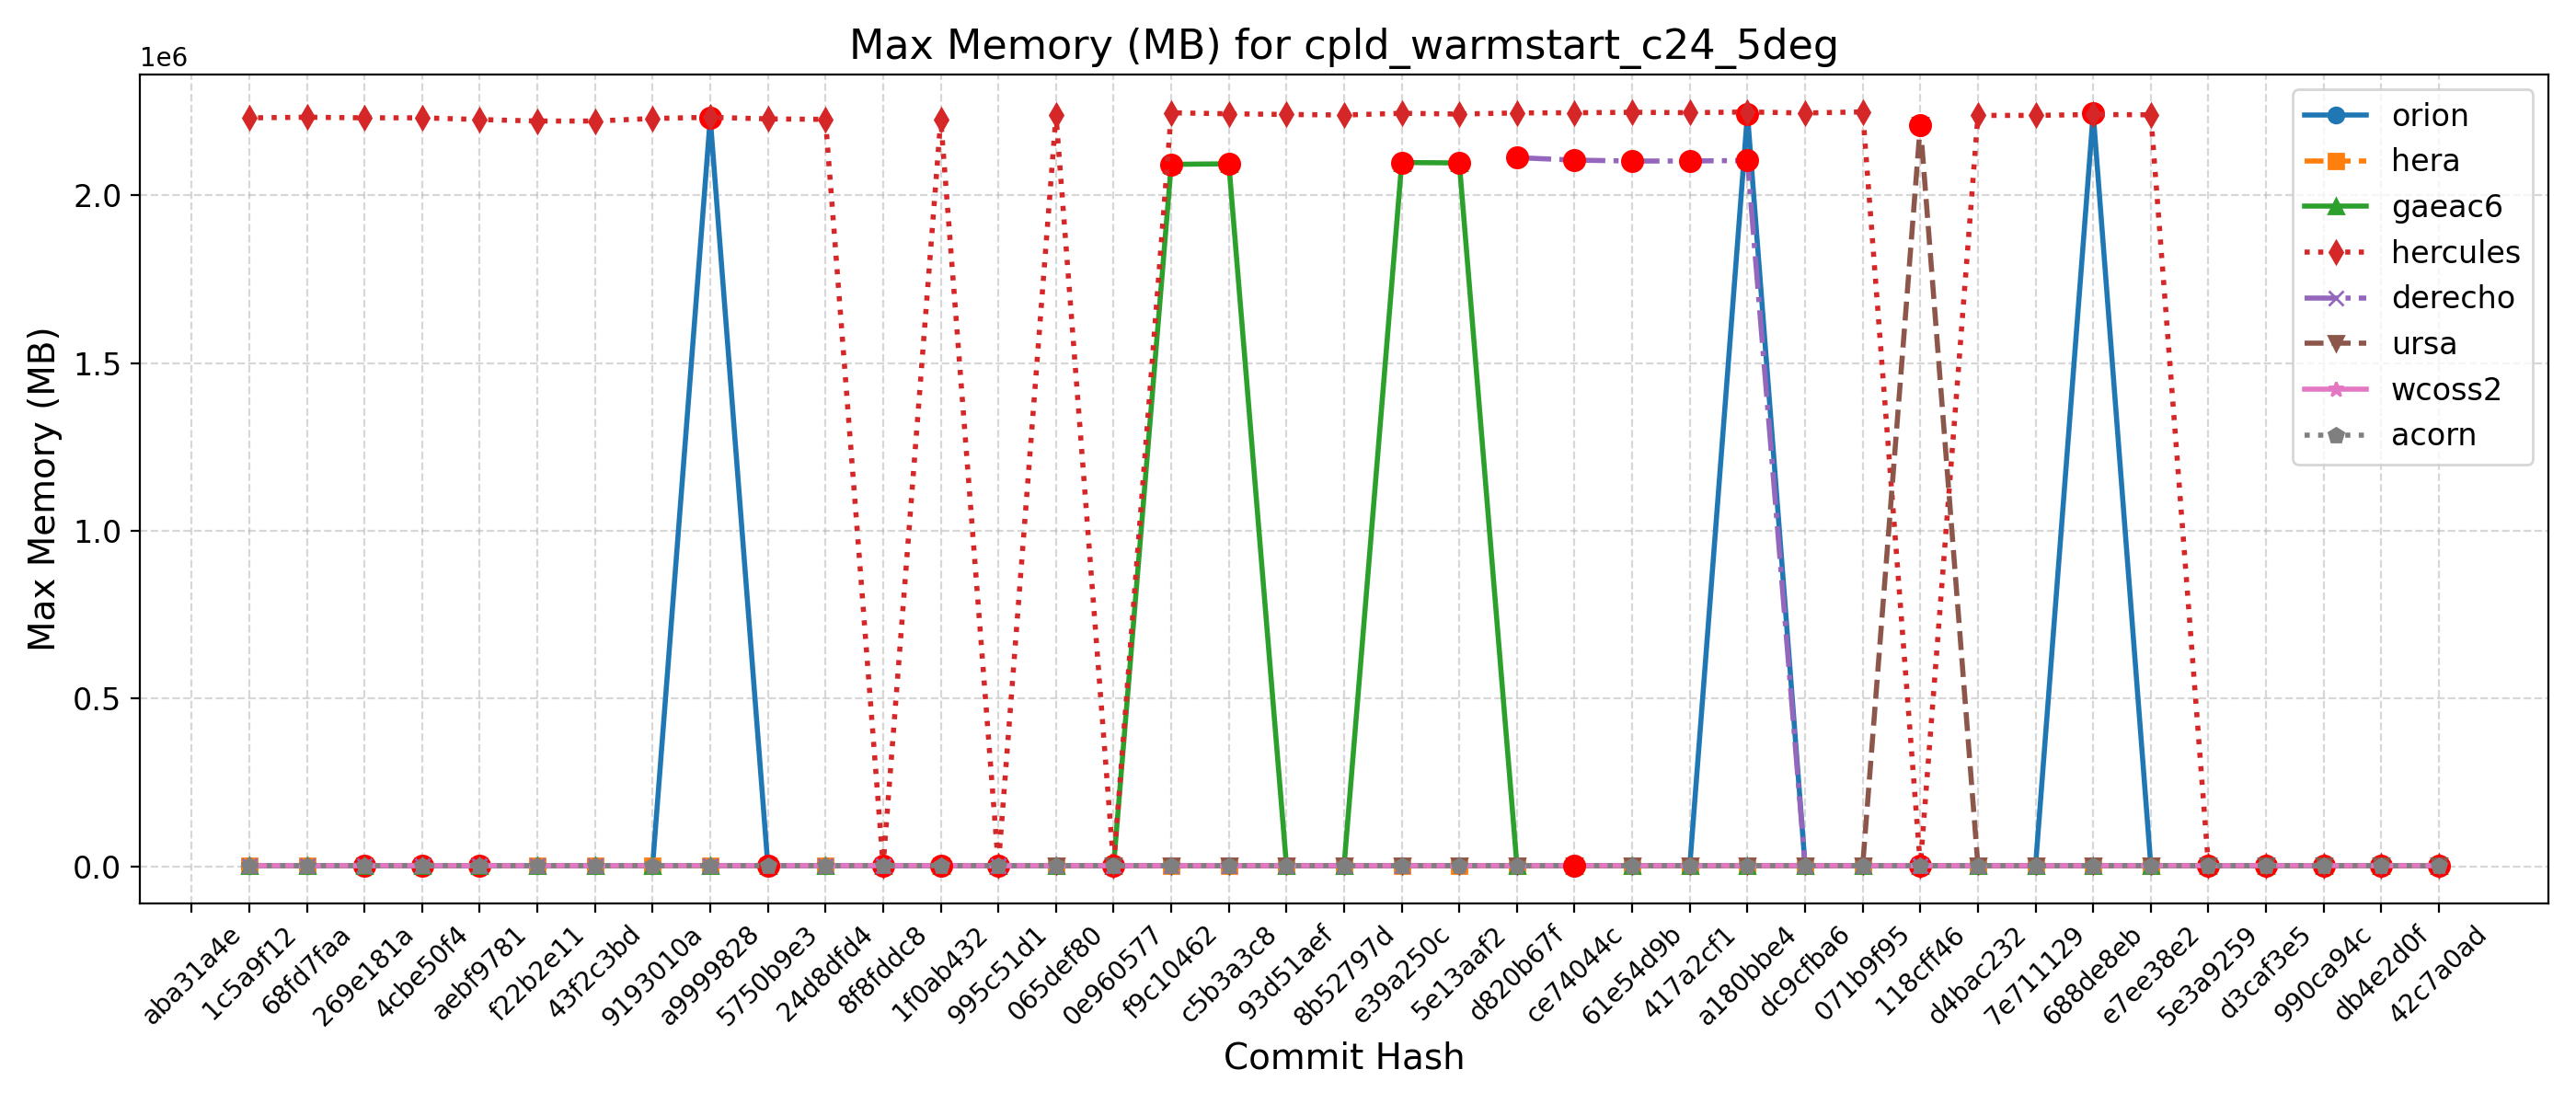 Max Memory (MB) for cpld_warmstart_c24_5deg
1e6
Max Memory (MB)
2.0
1.5
1.0
0.5
0.0
orion
hera
gaeac6
hercules
derecho
ursa
wcoss2
acorn
aba31a4e
1c5a9f12
68fd7faa
269e181a
4cbe50f4
aebf9781
f22b2e11
43f2c3bd
9193010a
a9999828
5750b9e3
24d8dfd4
8f8fddc8
1f0ab432
995c51d1
065def80
0e960577
f9c10462
c5b3a3c8
93d51aef
8b52797d
e39a250c
5e13aaf2
d820b67f
ce74044c
61e54d9b
417a2cf1
a180bbe4
dc9cfba6
071b9f95
118cff46
d4bac232
7e711129
688de8eb
e7ee38e2
5e3a9259
d3caf3e5
990ca94c
db4e2d0f
42c7a0ad
Commit Hash